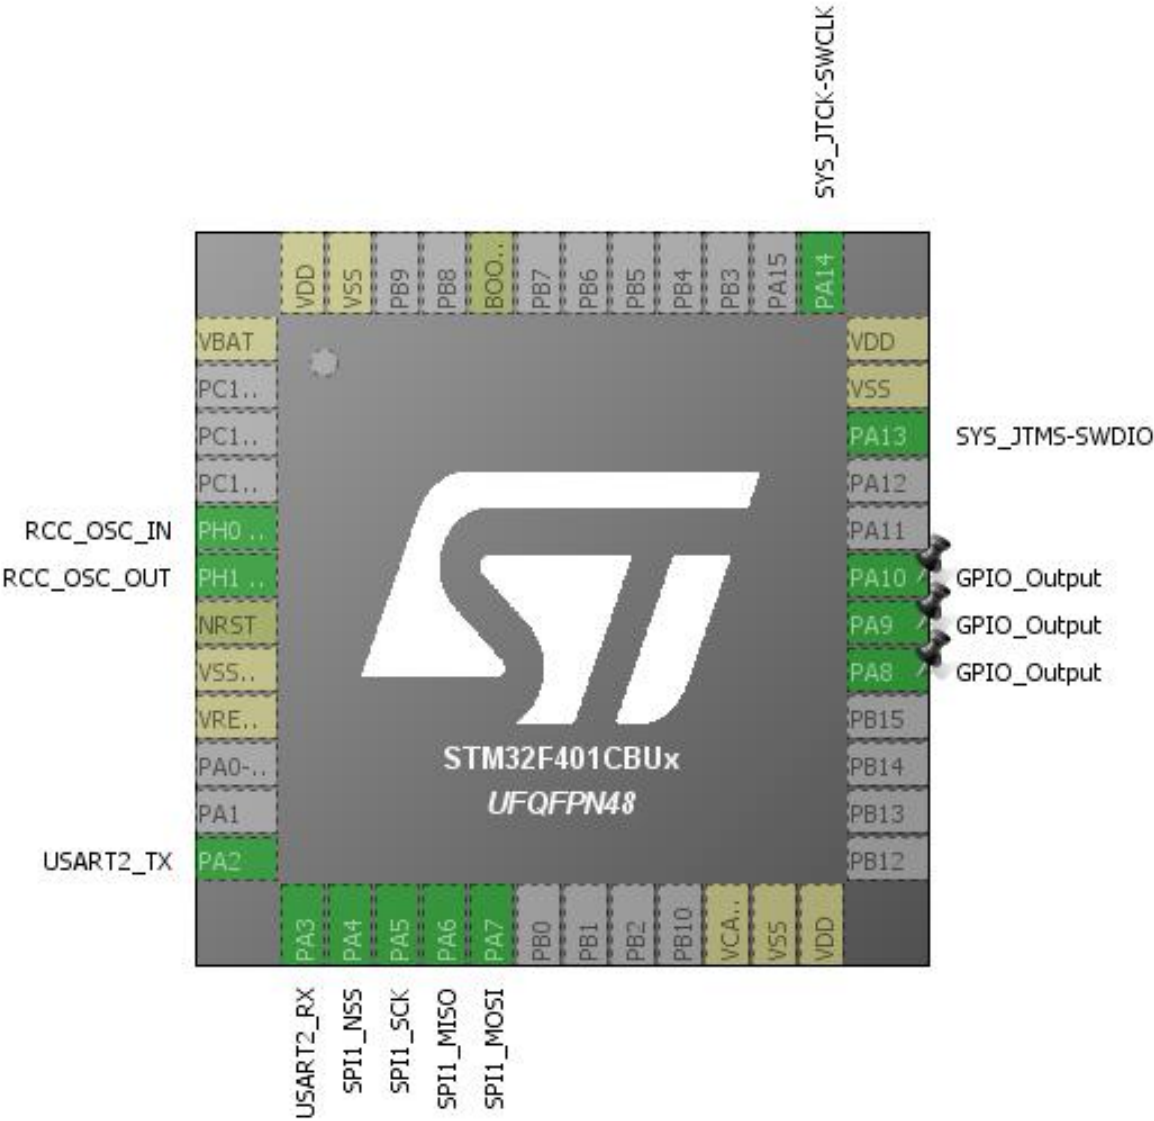 SYS_JTCK-SWCLK
VDD
VSS
PB9
PB8
BOO..
PB7
PB6
PB5
PB4
PB3
PA15
PA14
VBAT
PC1..
PC1..
PC1..
RCC_OSC_IN PH0 ..
RCC_OSC_OUT PH1 ..
NRST
VSS..
VRE..
PA0-..
PA1
USART2_TX PA2
VDD
VSS
PA13 SYS_JTMS-SWDIO
PA12
PA11
PA10 GPIO_Output
PA9 GPIO_Output
PA8 GPIO_Output
PB15
PB14
PB13
PB12
ST
STM32F401CBUx
UFQFPN48
PA3
PA4
PA5
PA6
PA7
PB0
PB1
PB2
PB10
VCA..
VSS
VDD
USART2_RX
SPI1_NSS
SPI1_SCK
SPI1_MISO
SPI1_MOSI